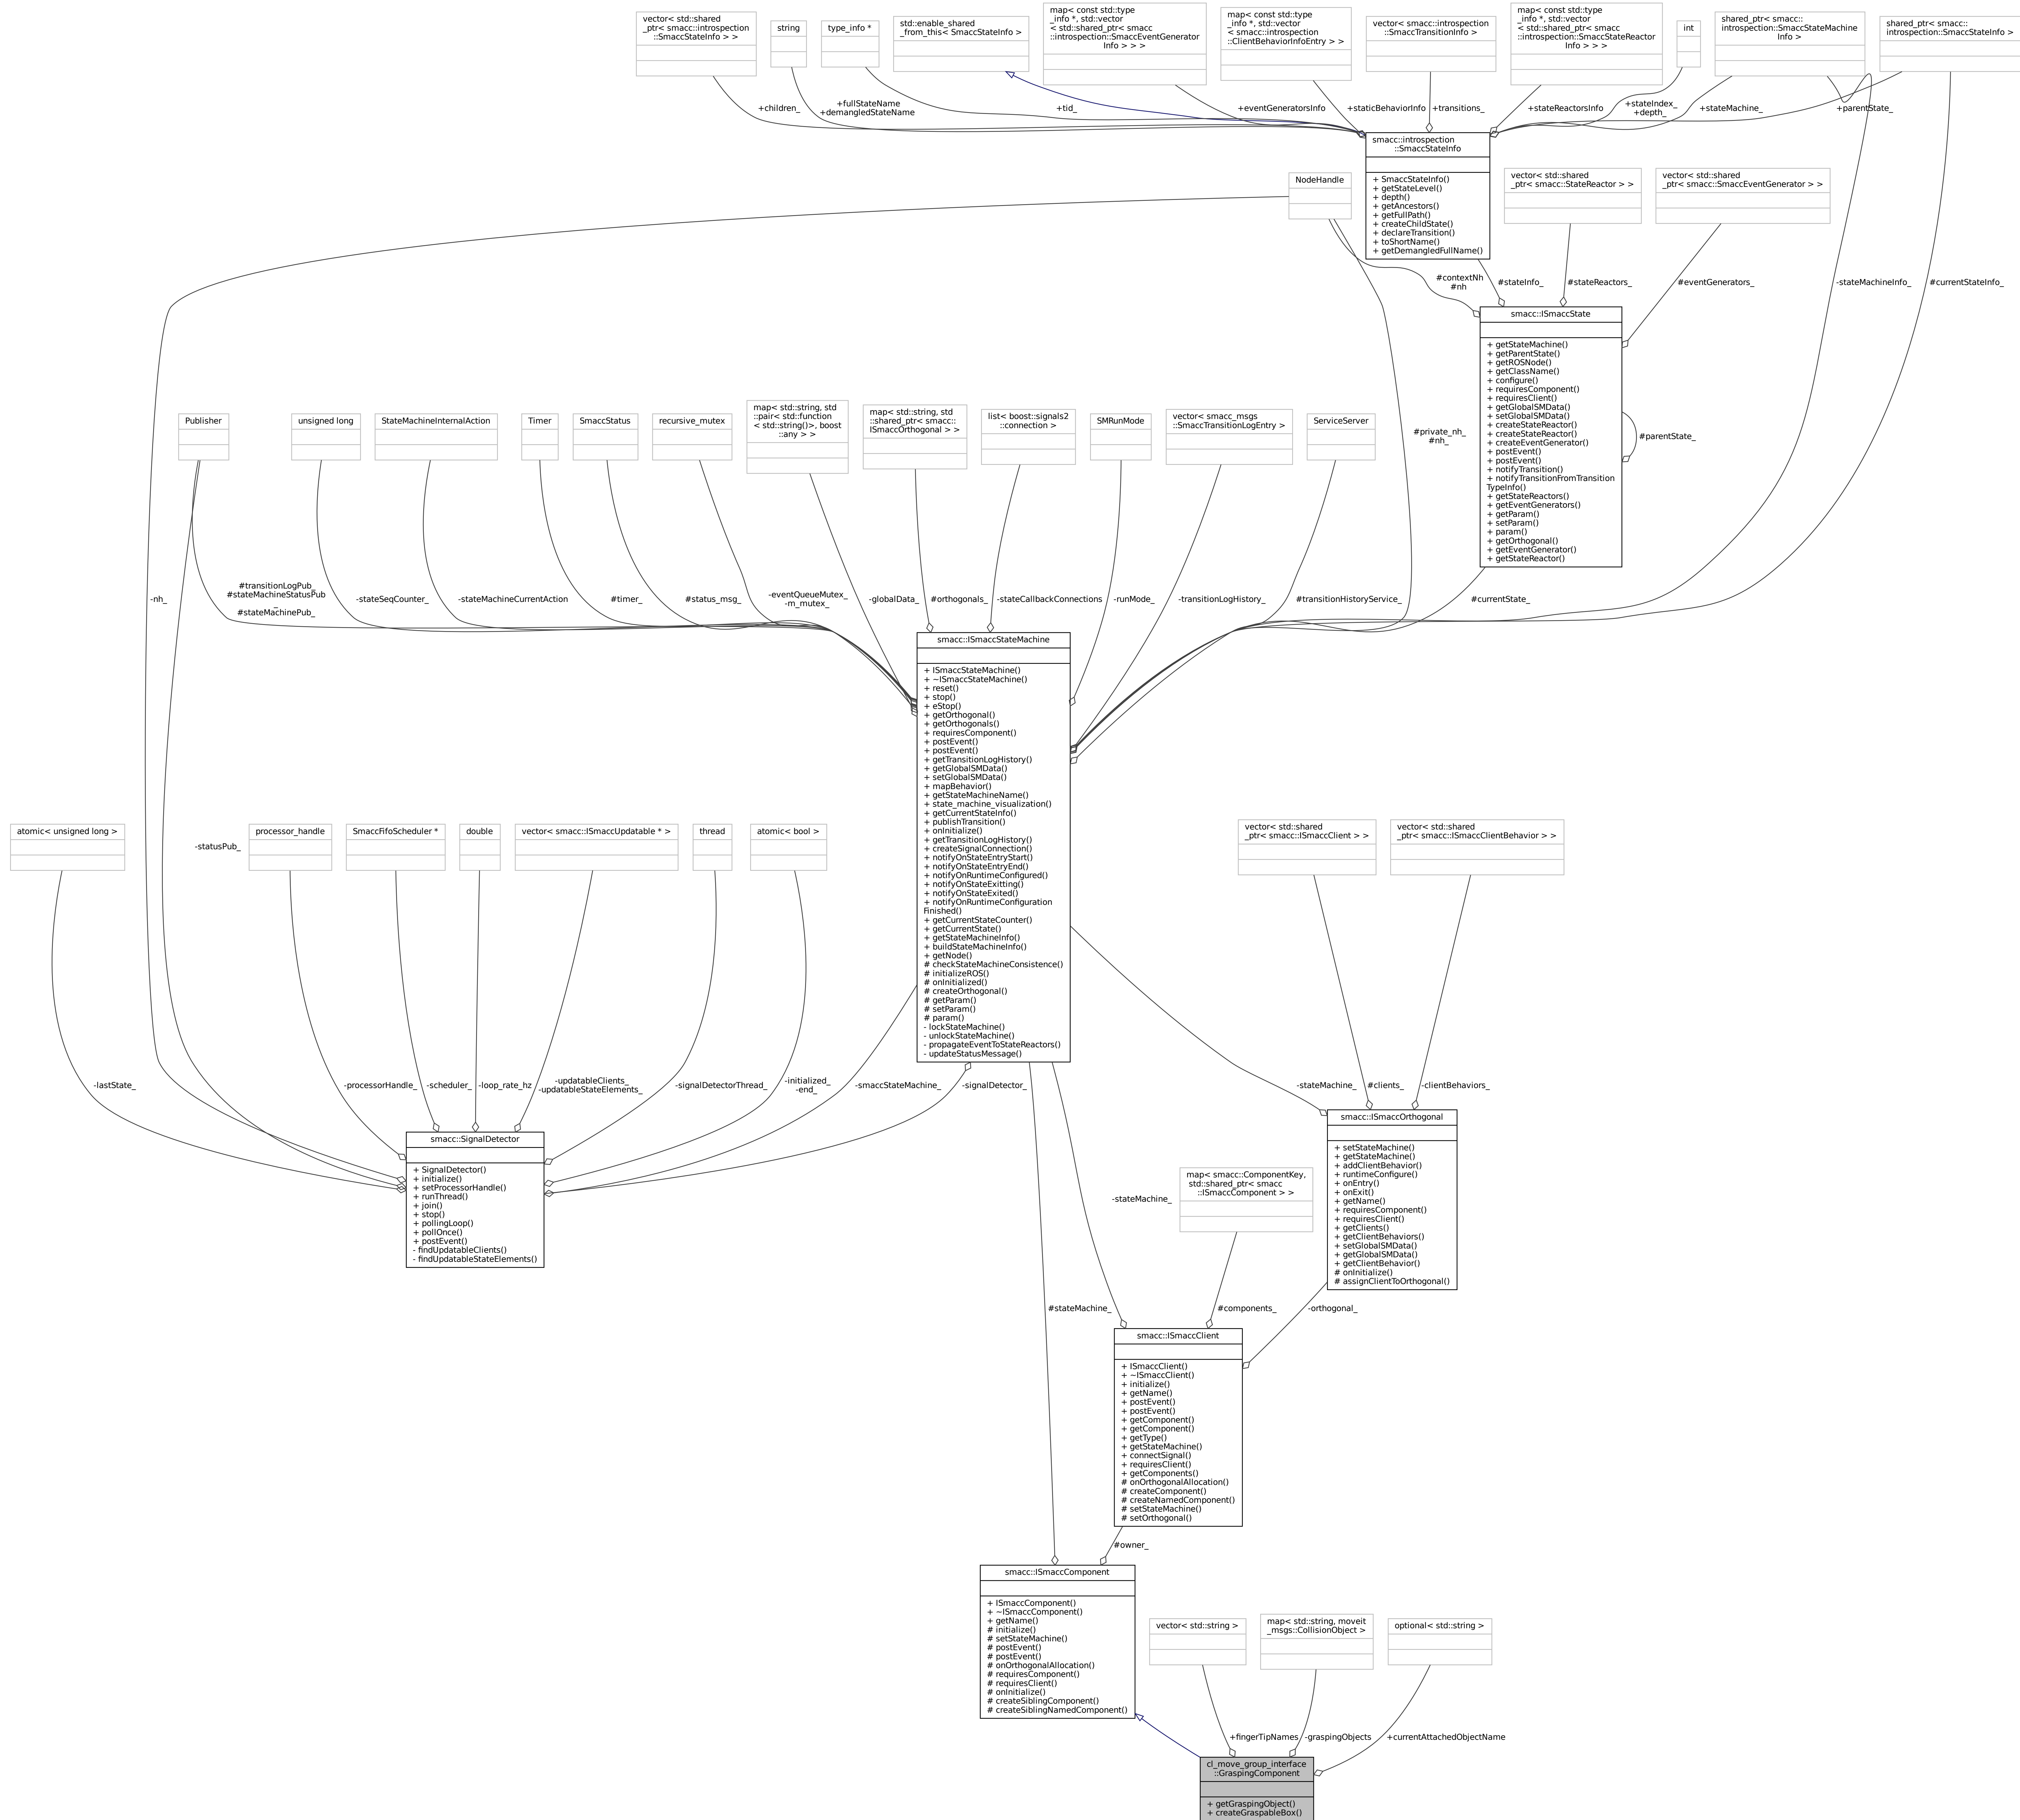 vector< std::shared
_ptr< smacc::introspection
::SmaccStateInfo > >
string
type_info *
std::enable_shared
_from_this< SmaccStateInfo >
map< const std::type
_info *, std::vector
< std::shared_ptr< smacc
::introspection::SmaccEventGenerator
Info > > >
map< const std::type
_info *, std::vector
< smacc::introspection
::ClientBehaviorInfoEntry > >
vector< smacc::introspection
::SmaccTransitionInfo >
map< const std::type
_info *, std::vector
< std::shared_ptr< smacc
::introspection::SmaccStateReactor
Info > > >
int
shared_ptr< smacc::
introspection::SmaccStateMachine
Info >
shared_ptr< smacc::
introspection::SmaccStateInfo >
+children_
+fullStateName
+demangledStateName
+tid_
+eventGeneratorsInfo
+staticBehaviorInfo
+transitions_
+stateReactorsInfo
+stateIndex_
+depth_
+stateMachine_
+parentState_
smacc::introspection
::SmaccStateInfo
+ SmaccStateInfo()
+ getStateLevel()
+ depth()
+ getAncestors()
+ getFullPath()
+ createChildState()
+ declareTransition()
+ toShortName()
+ getDemangledFullName()
NodeHandle
vector< std::shared
_ptr< smacc::StateReactor > >
vector< std::shared
_ptr< smacc::SmaccEventGenerator > >
#contextNh
#nh
#stateInfo_
#stateReactors_
#eventGenerators_
-stateMachineInfo_
#currentStateInfo_
smacc::ISmaccState
+ getStateMachine()
+ getParentState()
+ getROSNode()
+ getClassName()
+ configure()
+ requiresComponent()
+ requiresClient()
+ getGlobalSMData()
+ setGlobalSMData()
+ createStateReactor()
+ createStateReactor()
+ createEventGenerator()
+ postEvent()
+ postEvent()
+ notifyTransition()
+ notifyTransitionFromTransition
TypeInfo()
+ getStateReactors()
+ getEventGenerators()
+ getParam()
+ setParam()
+ param()
+ getOrthogonal()
+ getEventGenerator()
+ getStateReactor()
#parentState_
Publisher
unsigned long
StateMachineInternalAction
Timer
SmaccStatus
recursive_mutex
map< std::string, std
::pair< std::function
< std::string()>, boost
::any > >
map< std::string, std
::shared_ptr< smacc::
ISmaccOrthogonal > >
list< boost::signals2
::connection >
SMRunMode
vector< smacc_msgs
::SmaccTransitionLogEntry >
ServiceServer
#private_nh_
#nh_
-nh_
#transitionLogPub_
#stateMachineStatusPub
_
#stateMachinePub_
-stateSeqCounter_
-stateMachineCurrentAction
#timer_
#status_msg_
-eventQueueMutex_
-m_mutex_
-globalData_
#orthogonals_
-stateCallbackConnections
-runMode_
-transitionLogHistory_
#transitionHistoryService_
#currentState_
smacc::ISmaccStateMachine
+ ISmaccStateMachine()
+ ~ISmaccStateMachine()
+ reset()
+ stop()
+ eStop()
+ getOrthogonal()
+ getOrthogonals()
+ requiresComponent()
+ postEvent()
+ postEvent()
+ getTransitionLogHistory()
+ getGlobalSMData()
+ setGlobalSMData()
+ mapBehavior()
+ getStateMachineName()
+ state_machine_visualization()
+ getCurrentStateInfo()
+ publishTransition()
+ onInitialize()
+ getTransitionLogHistory()
+ createSignalConnection()
+ notifyOnStateEntryStart()
+ notifyOnStateEntryEnd()
+ notifyOnRuntimeConfigured()
+ notifyOnStateExitting()
+ notifyOnStateExited()
+ notifyOnRuntimeConfiguration
Finished()
+ getCurrentStateCounter()
+ getCurrentState()
+ getStateMachineInfo()
+ buildStateMachineInfo()
+ getNode()
# checkStateMachineConsistence()
# initializeROS()
# onInitialized()
# createOrthogonal()
# getParam()
# setParam()
# param()
- lockStateMachine()
- unlockStateMachine()
- propagateEventToStateReactors()
- updateStatusMessage()
atomic< unsigned long >
processor_handle
SmaccFifoScheduler *
double
vector< smacc::ISmaccUpdatable * >
thread
atomic< bool >
-statusPub_
vector< std::shared
_ptr< smacc::ISmaccClient > >
vector< std::shared
_ptr< smacc::ISmaccClientBehavior > >
-lastState_
-processorHandle_
-scheduler_
-loop_rate_hz
-updatableClients_
-updatableStateElements_
-signalDetectorThread_
-initialized_
-end_
-smaccStateMachine_
-signalDetector_
-stateMachine_
#clients_
-clientBehaviors_
smacc::SignalDetector
+ SignalDetector()
+ initialize()
+ setProcessorHandle()
+ runThread()
+ join()
+ stop()
+ pollingLoop()
+ pollOnce()
+ postEvent()
- findUpdatableClients()
- findUpdatableStateElements()
smacc::ISmaccOrthogonal
+ setStateMachine()
+ getStateMachine()
+ addClientBehavior()
+ runtimeConfigure()
+ onEntry()
+ onExit()
+ getName()
+ requiresComponent()
+ requiresClient()
+ getClients()
+ getClientBehaviors()
+ setGlobalSMData()
+ getGlobalSMData()
+ getClientBehavior()
# onInitialize()
# assignClientToOrthogonal()
map< smacc::ComponentKey,
std::shared_ptr< smacc
::ISmaccComponent > >
-stateMachine_
#stateMachine_
#components_
-orthogonal_
smacc::ISmaccClient
+ ISmaccClient()
+ ~ISmaccClient()
+ initialize()
+ getName()
+ postEvent()
+ postEvent()
+ getComponent()
+ getComponent()
+ getType()
+ getStateMachine()
+ connectSignal()
+ requiresClient()
+ getComponents()
# onOrthogonalAllocation()
# createComponent()
# createNamedComponent()
# setStateMachine()
# setOrthogonal()
#owner_
smacc::ISmaccComponent
+ ISmaccComponent()
+ ~ISmaccComponent()
+ getName()
# initialize()
# setStateMachine()
# postEvent()
# postEvent()
# onOrthogonalAllocation()
# requiresComponent()
# requiresClient()
# onInitialize()
# createSiblingComponent()
# createSiblingNamedComponent()
vector< std::string >
map< std::string, moveit
_msgs::CollisionObject >
optional< std::string >
+fingerTipNames
-graspingObjects
+currentAttachedObjectName
cl_move_group_interface
::GraspingComponent
+ getGraspingObject()
+ createGraspableBox()